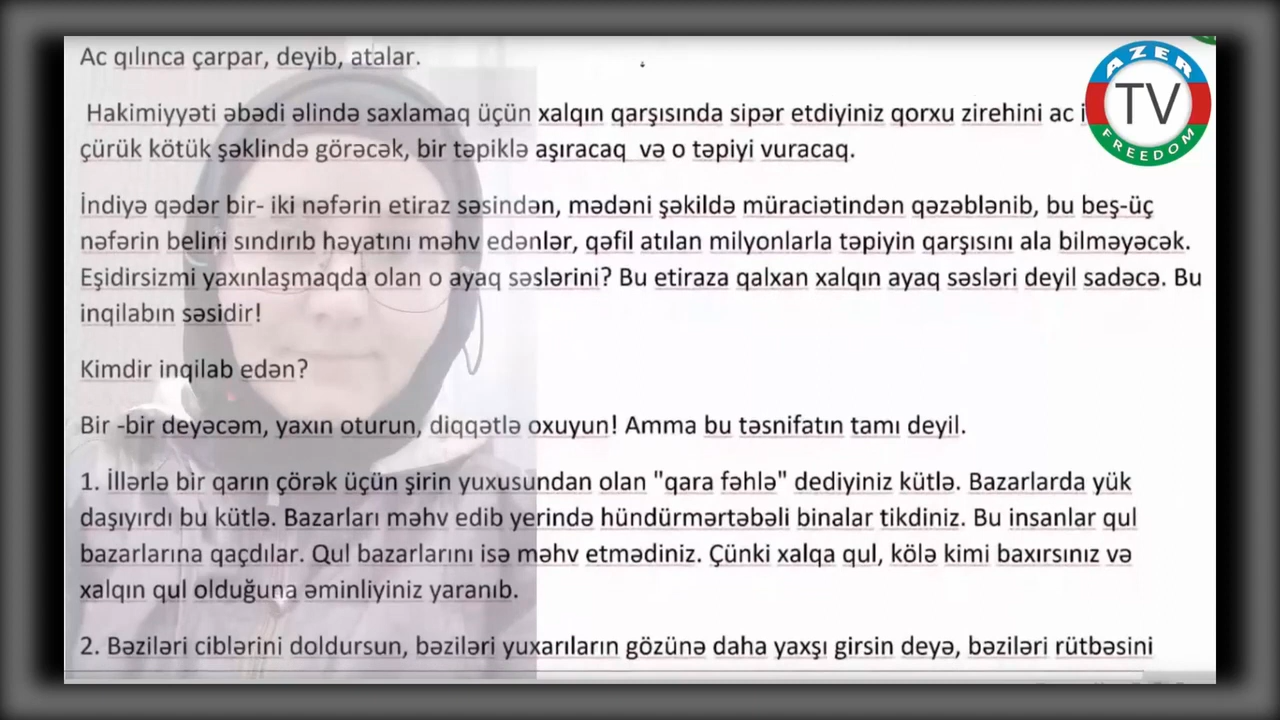 Ac qılınca çarpar, deyib, atalar.
Hakimiyyəti əbədi əlində saxlamaq üçün xalqın qarşısında sipər etdiyiniz qorxu zirehini ac
çürük kötük şəklində görəcək, bir təpiklə aşıracaq və o təpiyi vuracaq.
İndiyə qədər bir- iki nəfərin etiraz səsindən, mədəni şəkildə müraciətindən qəzəblənib, bu beş-üç
nəfərin belini sındırıb həyatını məhv edənlər, qəfil atılan milyonlarla təpiyin qarşısını ala bilməyəcək.
Eşidirsizmi yaxınlaşmaqda olan o ayaq səslərini? Bu etiraza qalxan xalqın ayaq səsləri deyil sadəcə. Bu
inqilabın səsidir!
Kimdir inqilab edən?
Bir -bir deyəcəm, yaxın oturun, diqqətlə oxuyun! Amma bu təsnifatın tamı deyil.
1. İllərlə bir qarın çörək üçün şirin yuxusundan olan "qara fəhlə" dediyiniz kütlə. Bazarlarda yük
daşıyırdı bu kütlə. Bazarları məhv edib yerində hündürmərtəbəli binalar tikdiniz. Bu insanlar qul
bazarlarına qaçdılar. Qul bazarlarını isə məhv etmədiniz. Çünki xalqa qul, kölə kimi baxırsınız və
xalqın qul olduğuna əminliyiniz yaranıb.
2. Bəziləri ciblərini doldursun, bəziləri yuxarıların gözünə daha yaxşı girsin deyə, bəziləri rütbəsini
AZER
TV
FREEDOM